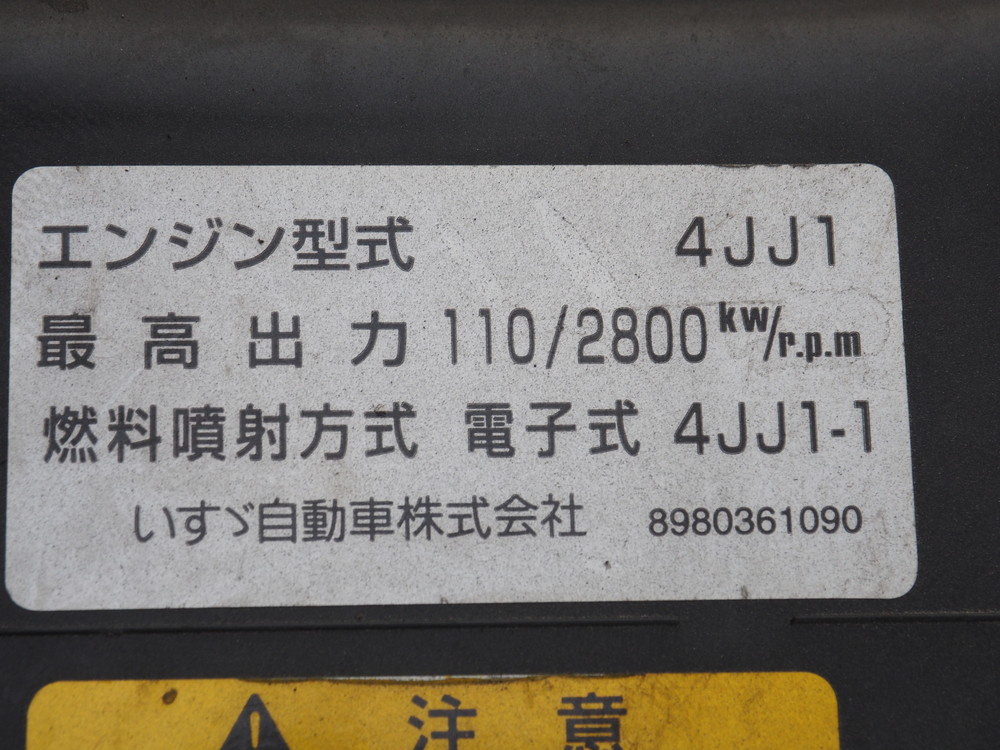 エンジン型式 4JJ1
最高出力 110/2800 kw/r.p.m
燃料噴射方式 電子式 4JJ1-1
いすゞ自動車株式会社 8980361090
注意